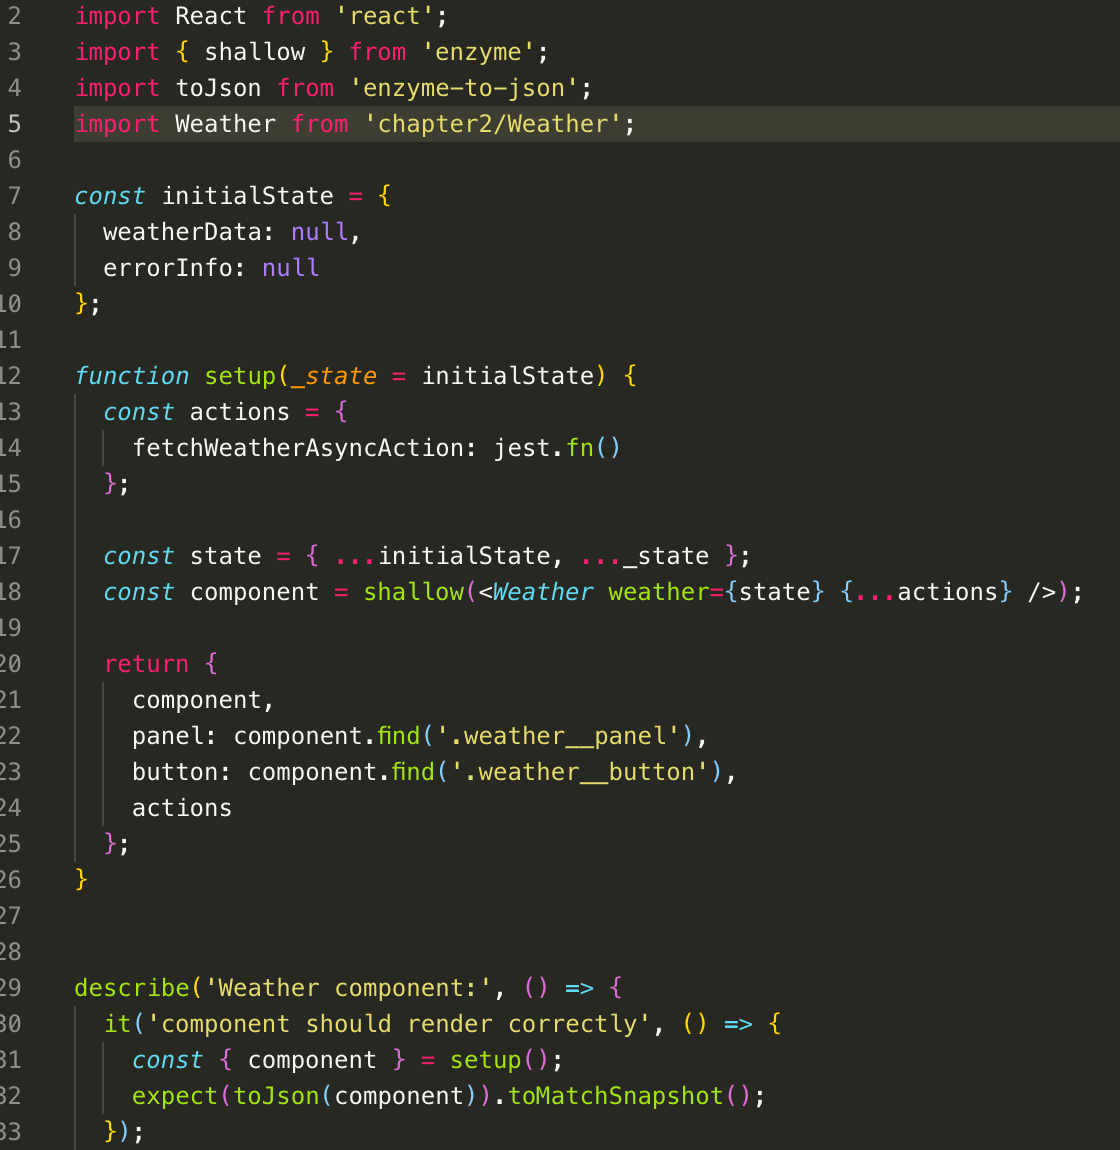 2 import React from 'react';
3 import { shallow } from 'enzyme';
4 import toJson from 'enzyme-to-json';
5 import Weather from 'chapter2/Weather';
6
7 const initialState = {
8 weatherData: null,
9 errorInfo: null
10 };
11
12 function setup(_state = initialState) {
13 const actions = {
14 fetchWeatherAsyncAction: jest.fn()
15 };
16
17 const state = { ...initialState, ..._state };
18 const component = shallow(<Weather weather={state} {...actions} />);
19
20 return {
21 component,
22 panel: component.find('.weather__panel'),
23 button: component.find('.weather__button'),
24 actions
25 };
26 }
27
28
29 describe('Weather component:', () => {
30 it('component should render correctly', () => {
31 const { component } = setup();
32 expect(toJson(component)).toMatchSnapshot();
33 });